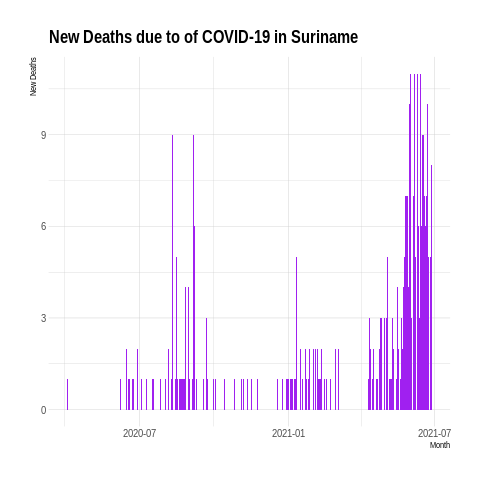 New Deaths due to of COVID-19 in Suriname
New Deaths
9
6
3
0
2020-07
2021-01
2021-07
Month